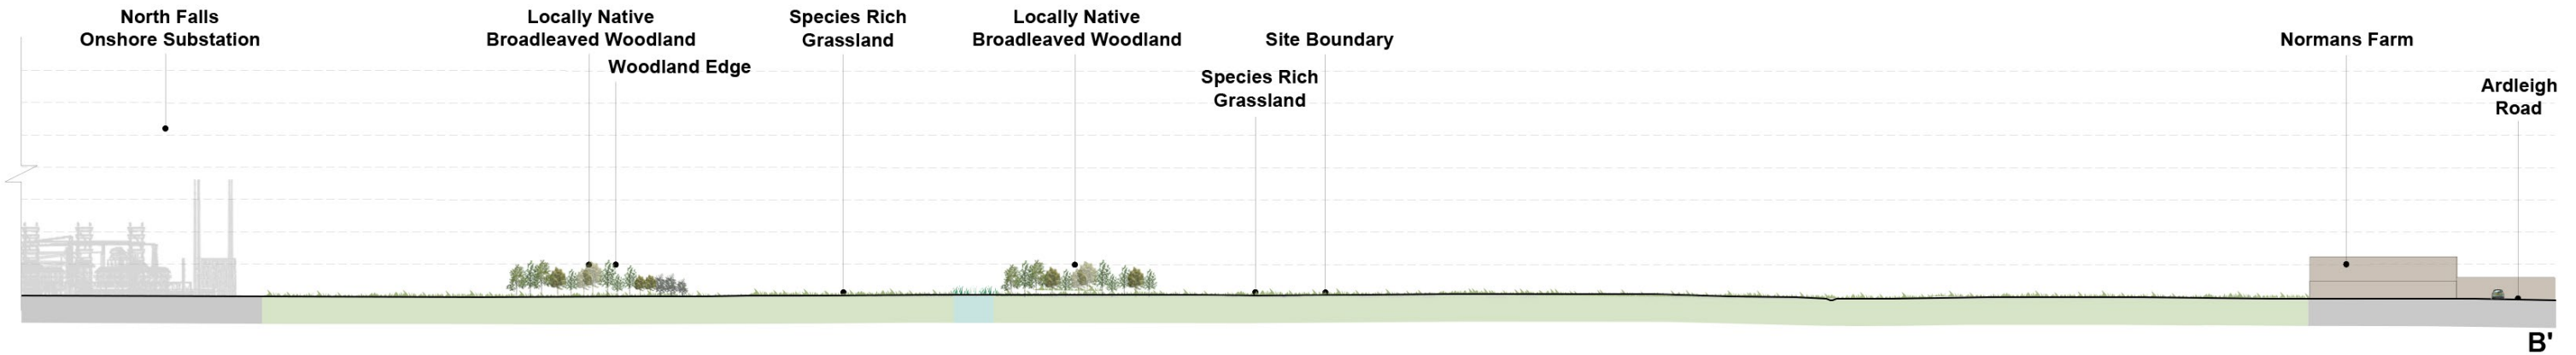 North Falls
Onshore Substation
Locally Native
Broadleaved Woodland
Woodland Edge
Species Rich
Grassland
Locally Native
Broadleaved Woodland
Species Rich
Grassland
Site Boundary
Normans Farm
Ardleigh
Road
B'